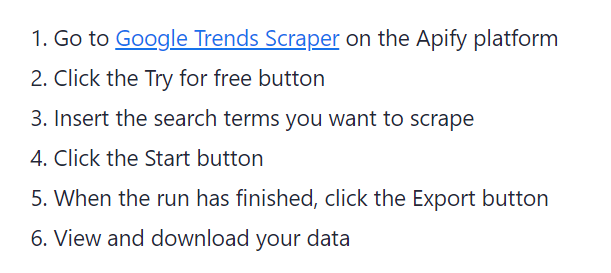 1. Go to Google Trends Scraper on the Apify platform
2. Click the Try for free button
3. Insert the search terms you want to scrape
4. Click the Start button
5. When the run has finished, click the Export button
6. View and download your data